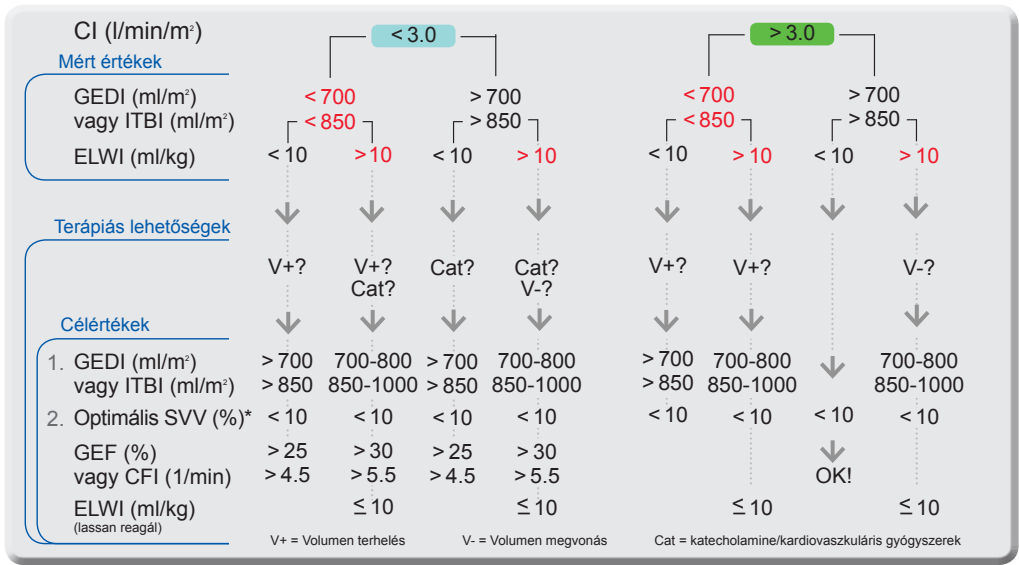 CI (l/min/m²) < 3.0 > 3.0
Mért értékek
GEDI (ml/m²) < 700 > 700 < 700 > 700
vagy ITBI (ml/m²) < 850 > 850 < 850 > 850
ELWI (ml/kg) < 10 > 10 < 10 > 10 < 10 > 10 < 10 > 10
Terápiás lehetőségek
V+? V+? Cat? Cat? V+? V+? V-?
Cat? V-?
Célértékek
1. GEDI (ml/m²) > 700 700-800 > 700 700-800 > 700 700-800 700-800
vagy ITBI (ml/m²) > 850 850-1000 > 850 850-1000 > 850 850-1000 850-1000
2. Optimális SVV (%)* < 10 < 10 < 10 < 10 < 10 < 10 < 10 < 10
GEF (%) > 25 > 30 > 25 > 30
vagy CFI (1/min) > 4.5 > 5.5 > 4.5 > 5.5 OK!
ELWI (ml/kg) ≤ 10 ≤ 10 ≤ 10 ≤ 10
(lassan reagál)
V+ = Volumen terhelés V- = Volumen megvonás Cat = katecholamine/kardiovaszkuláris gyógyszerek